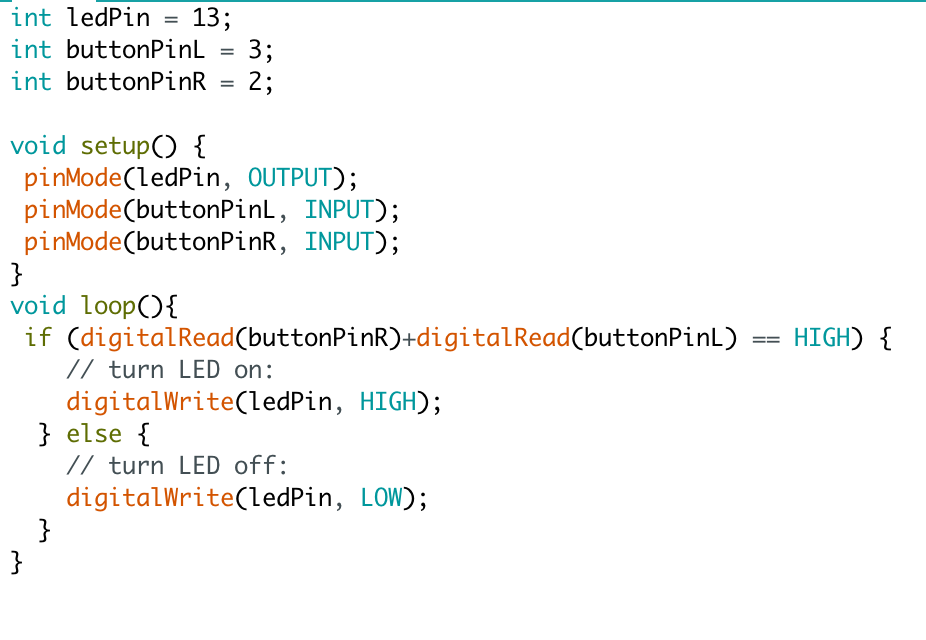 int ledPin = 13;
int buttonPinL = 3;
int buttonPinR = 2;

void setup() {
 pinMode(ledPin, OUTPUT);
 pinMode(buttonPinL, INPUT);
 pinMode(buttonPinR, INPUT);
}
void loop(){
 if (digitalRead(buttonPinR)+digitalRead(buttonPinL) == HIGH) {
    // turn LED on:
    digitalWrite(ledPin, HIGH);
  } else {
    // turn LED off:
    digitalWrite(ledPin, LOW);
  }
}